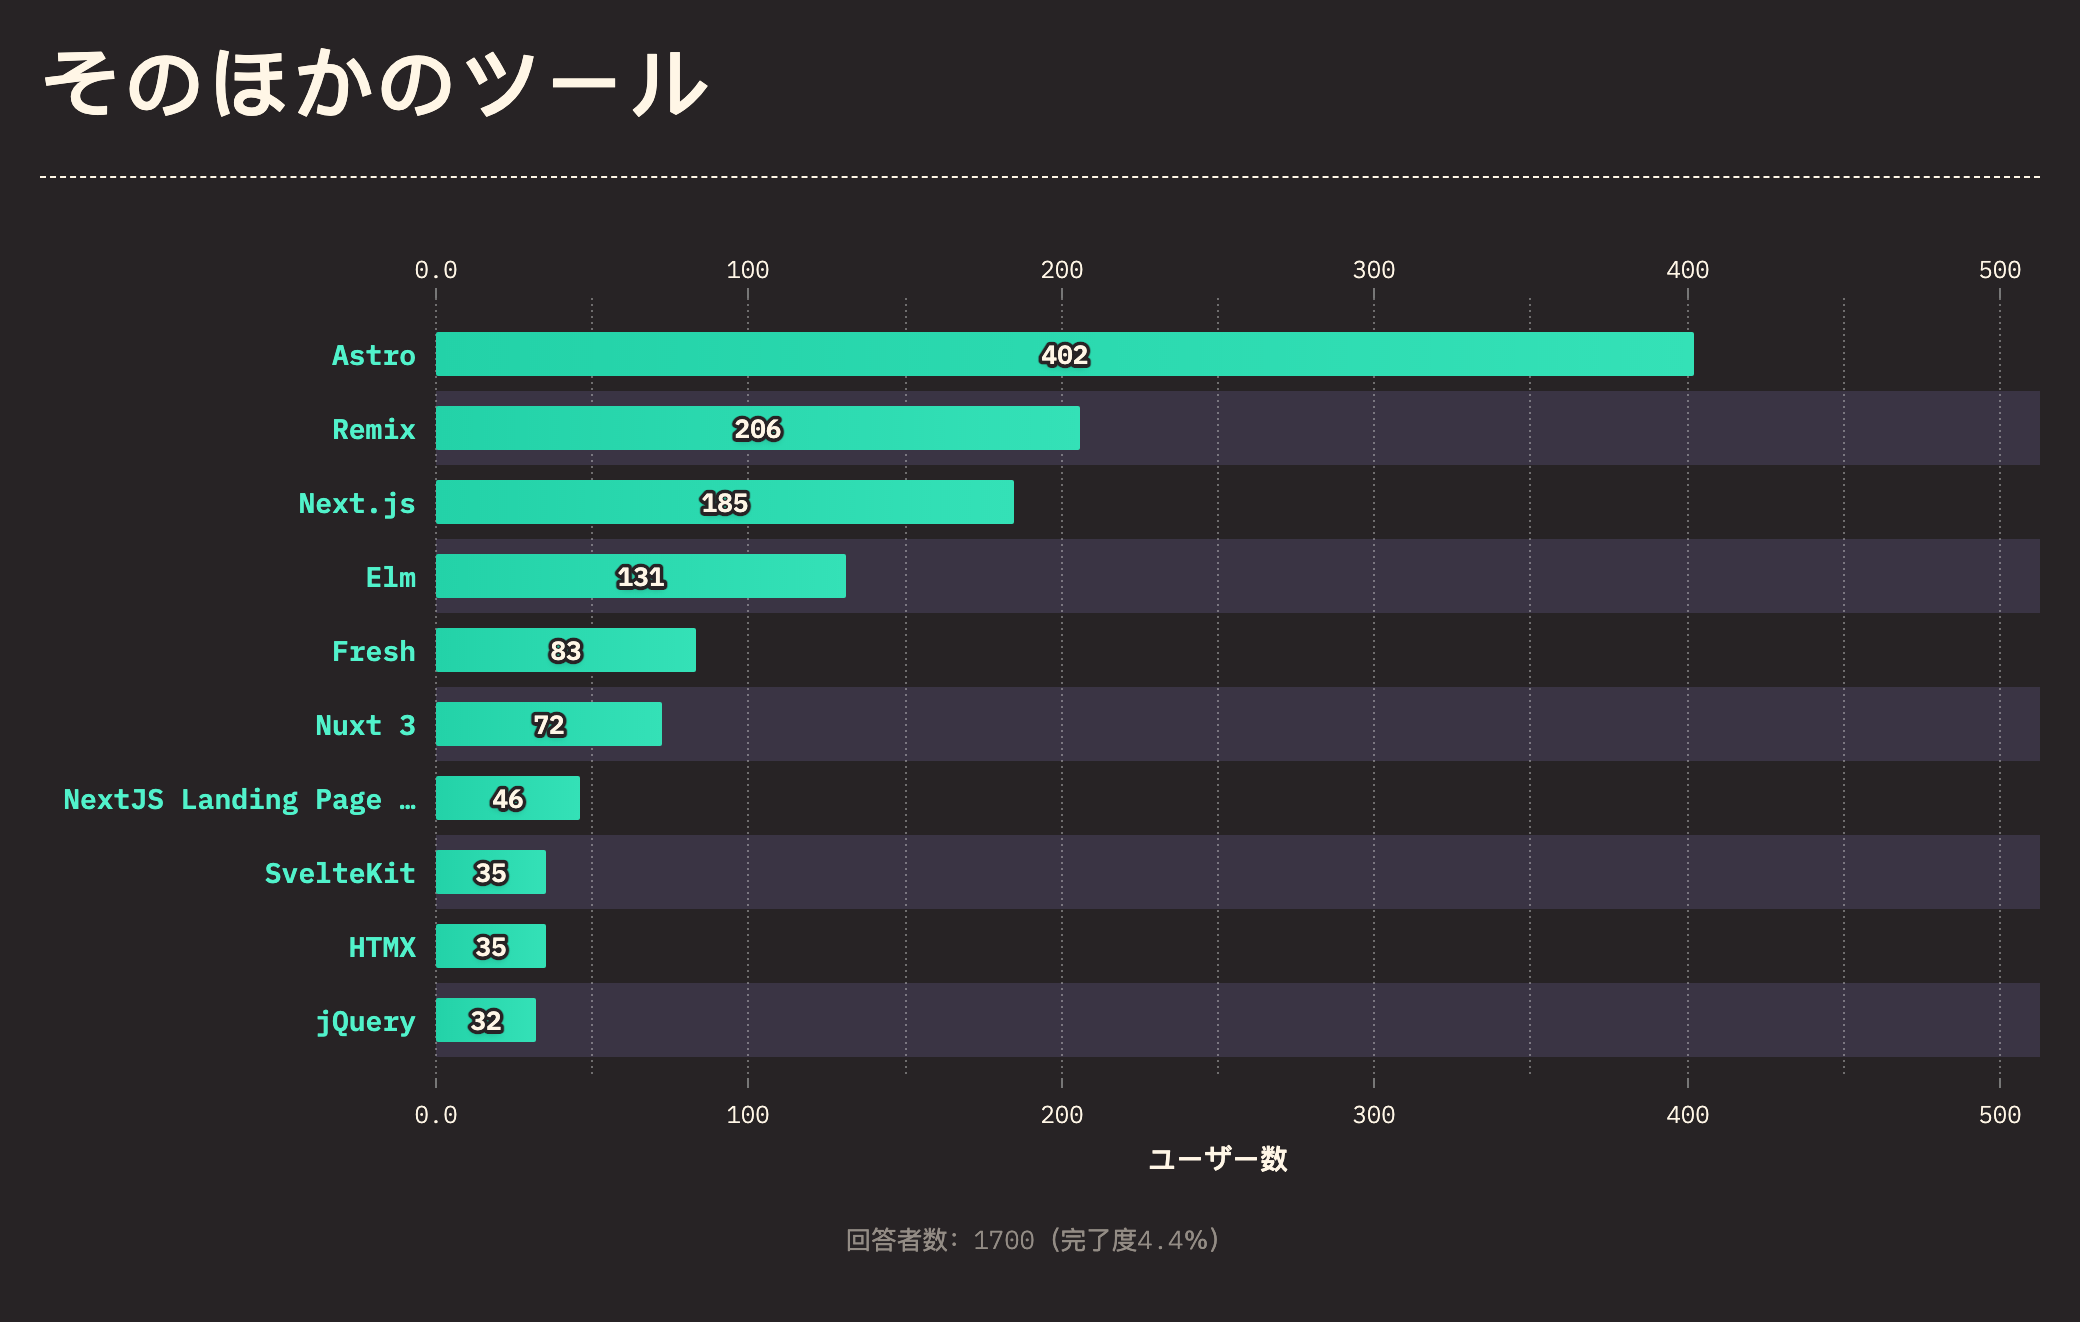 そのほかのツール
0.0 100 200 300 400 500
Astro 402
Remix 206
Next.js 185
Elm 131
Fresh 83
Nuxt 3 72
NextJS Landing Page … 46
SvelteKit 35
HTMX 35
jQuery 32
0.0 100 200 300 400 500
ユーザー数
回答者数: 1700 (完了度4.4%)